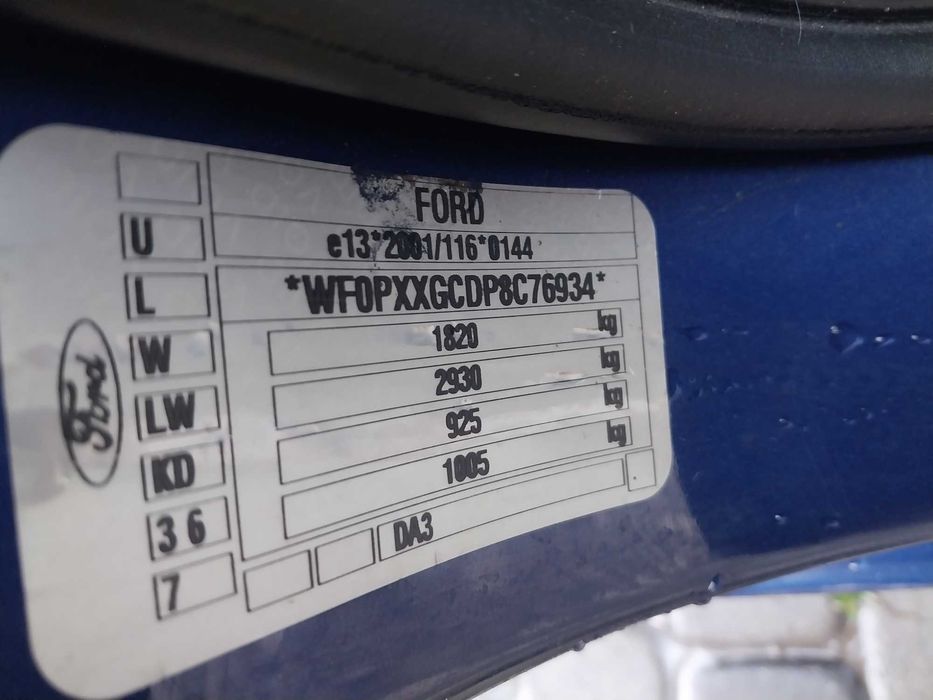 FORD
U e13*2001/116*0144
L *WF0PXXGCDP8C76934*
W 1820 kg
LW 2930 kg
KD 925 kg
3 6 1005 kg
7 DA3
Ford